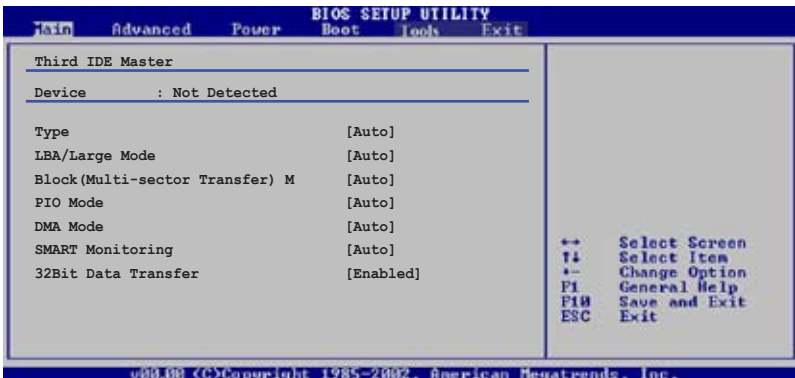 BIOS SETUP UTILITY
Main Advanced Power Boot Tools Exit
Third IDE Master
Device : Not Detected
Type [Auto]
LBA/Large Mode [Auto]
Block(Multi-sector Transfer) M [Auto]
PIO Mode [Auto]
DMA Mode [Auto]
SMART Monitoring [Auto]
32Bit Data Transfer [Enabled]
←→ Select Screen
↑↓ Select Item
+- Change Option
F1 General Help
F10 Save and Exit
ESC Exit
v00.00 (C)Copyright 1985-2002, American Megatrends, Inc.